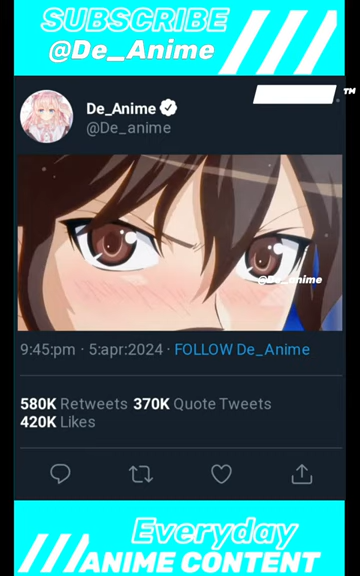 SUBSCRIBE
@De_Anime
™
De_Anime
@De_anime
@De_anime
9:45:pm · 5:apr:2024 · FOLLOW De_Anime
580K Retweets 370K Quote Tweets
420K Likes
Everyday
ANIME CONTENT